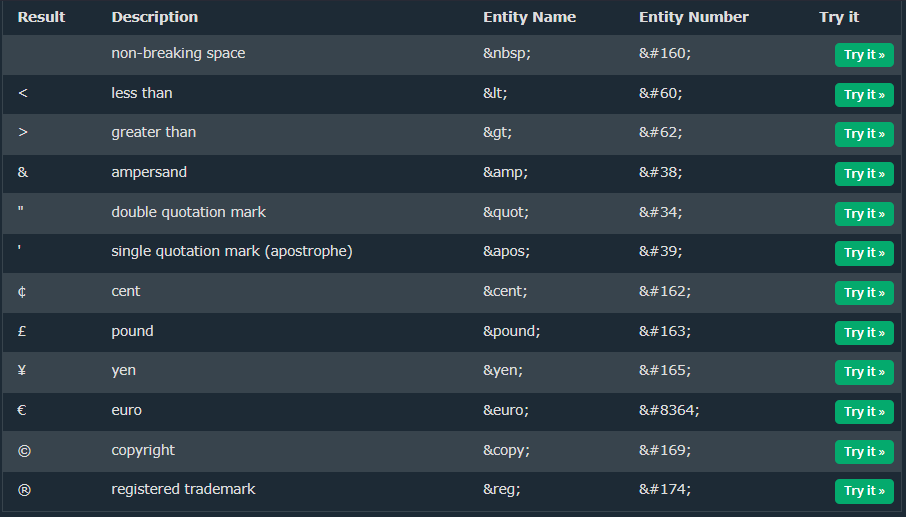 Result Description Entity Name Entity Number Try it
non-breaking space &nbsp; &#160; Try it »
< less than &lt; &#60; Try it »
> greater than &gt; &#62; Try it »
& ampersand &amp; &#38; Try it »
" double quotation mark &quot; &#34; Try it »
' single quotation mark (apostrophe) &apos; &#39; Try it »
¢ cent &cent; &#162; Try it »
£ pound &pound; &#163; Try it »
¥ yen &yen; &#165; Try it »
€ euro &euro; &#8364; Try it »
© copyright &copy; &#169; Try it »
® registered trademark &reg; &#174; Try it »